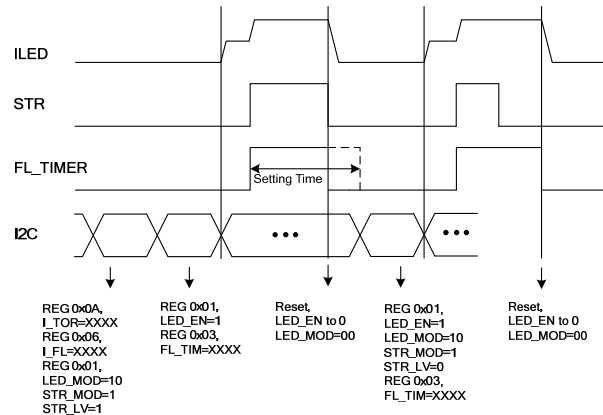 ILED
STR
FL_TIMER
Setting Time
I2C
•••
•••
REG 0x0A,
I_TOR=XXXX
REG 0x06,
I_FL=XXXX
REG 0x01,
LED_MOD=10
STR_MOD=1
STR_LV=1
REG 0x01,
LED_EN=1
REG 0x03,
FL_TIM=XXXX
Reset,
LED_EN to 0
LED_MOD=00
REG 0x01,
LED_EN=1
LED_MOD=10
STR_MOD=1
STR_LV=0
REG 0x03,
FL_TIM=XXXX
Reset,
LED_EN to 0
LED_MOD=00